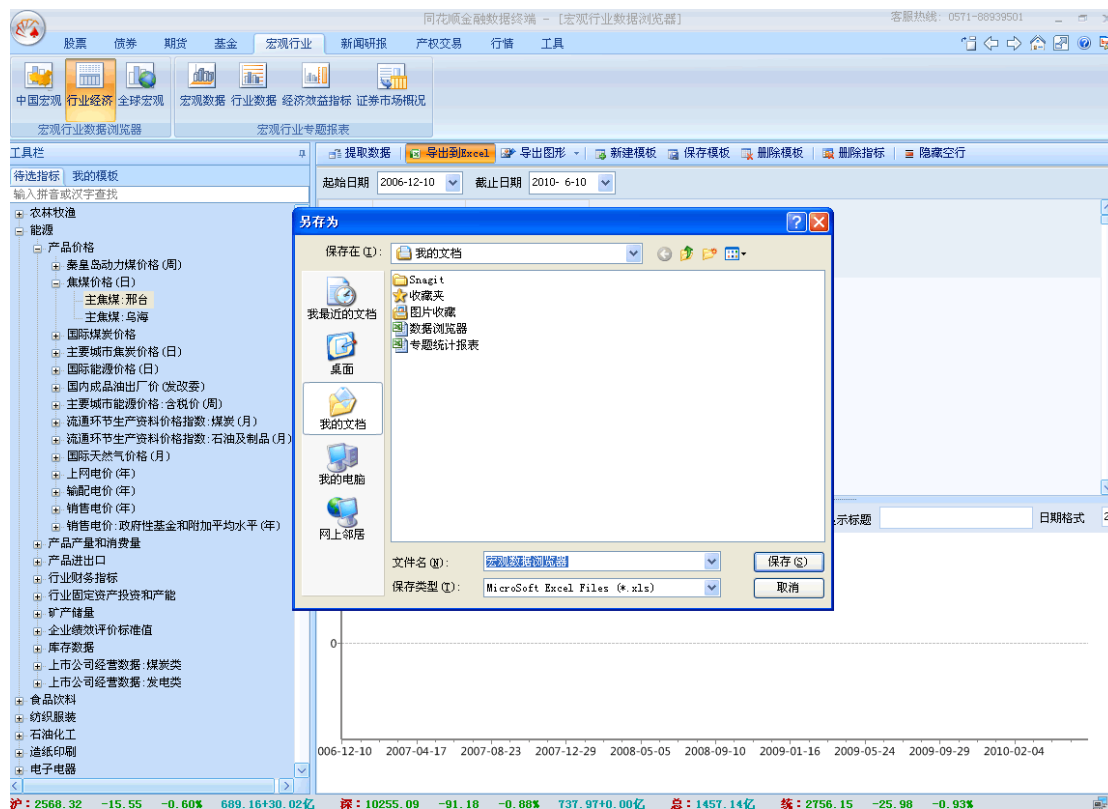 同花顺金融数据终端 - [宏观行业数据浏览器]
客服热线: 0571-88939501
股票 债券 期货 基金 宏观行业 新闻研报 产权交易 行情 工具
中国宏观 行业经济 全球宏观 宏观数据 行业数据 经济效益指标 证券市场概况
宏观行业数据浏览器 宏观行业专题报表
工具栏
提取数据 导出到Excel 导出图形 新建模板 保存模板 删除模板 删除指标 隐藏空行
待选指标 我的模板
起始日期 2006-12-10 截止日期 2010- 6-10
输入拼音或汉字查找
农林牧渔
能源
产品价格
秦皇岛动力煤价格(周)
焦煤价格(日)
主焦煤:邢台
主焦煤:乌海
国际煤炭价格
主要城市焦炭价格(日)
国际能源价格(日)
国内成品油出厂价(发改委)
主要城市能源价格:含税价(周)
流通环节生产资料价格指数:煤炭(月)
流通环节生产资料价格指数:石油及制品(月)
国际天然气价格(月)
上网电价(年)
输配电价(年)
销售电价(年)
销售电价:政府性基金和附加平均水平(年)
产品产量和消费量
产品进出口
行业财务指标
行业固定资产投资和产能
矿产储量
企业绩效评价标准值
库存数据
上市公司经营数据:煤炭类
上市公司经营数据:发电类
食品饮料
纺织服装
石油化工
造纸印刷
电子电器
另存为
保存在(I): 我的文档
我最近的文档
桌面
我的文档
我的电脑
网上邻居
Snagit
收藏夹
图片收藏
数据浏览器
专题统计报表
文件名(N): 宏观数据浏览器 保存(S)
保存类型(T): MicroSoft Excel Files (*.xls) 取消
示标题 日期格式 2
0
006-12-10 2007-04-17 2007-08-23 2007-12-29 2008-05-05 2008-09-10 2009-01-16 2009-05-24 2009-09-29 2010-02-04
沪:2568.32 -15.55 -0.60% 689.16+30.02亿 深:10255.09 -91.18 -0.88% 737.97+0.00亿 总:1457.14亿 统:2756.15 -25.98 -0.93%